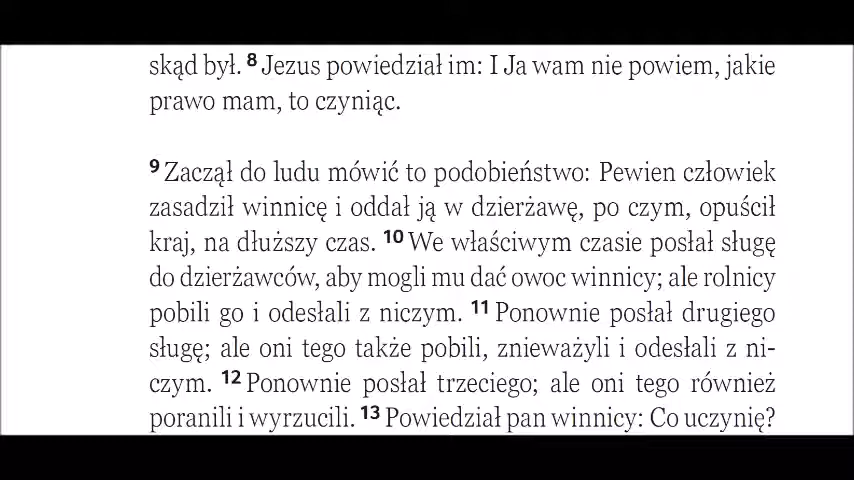 skąd był. 8 Jezus powiedział im: I Ja wam nie powiem, jakie
prawo mam, to czyniąc.
9 Zaczął do ludu mówić to podobieństwo: Pewien człowiek
zasadził winnicę i oddał ją w dzierżawę, po czym, opuścił
kraj, na dłuższy czas. 10 We właściwym czasie posłał sługę
do dzierżawców, aby mogli mu dać owoc winnicy; ale rolnicy
pobili go i odesłali z niczym. 11 Ponownie posłał drugiego
sługę; ale oni tego także pobili, znieważyli i odesłali z ni-
czym. 12 Ponownie posłał trzeciego; ale oni tego również
poranili i wyrzucili. 13 Powiedział pan winnicy: Co uczynię?